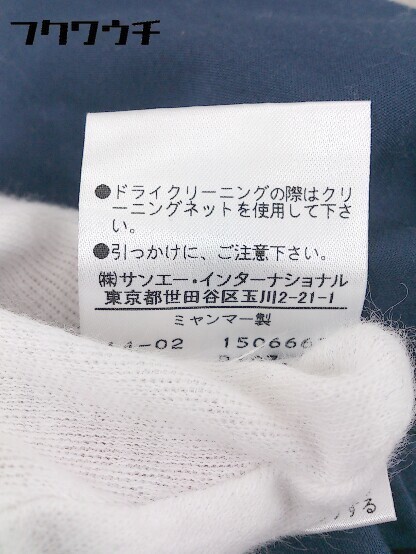 フクワウチ
●ドライクリーニングの際はクリ
ーニングネットを使用して下さ
い。
●引っかけに、ご注意下さい。
㈱サンエー・インターナショナル
東京都世田谷区玉川2-21-1
ミャンマー製
-02 150666
する